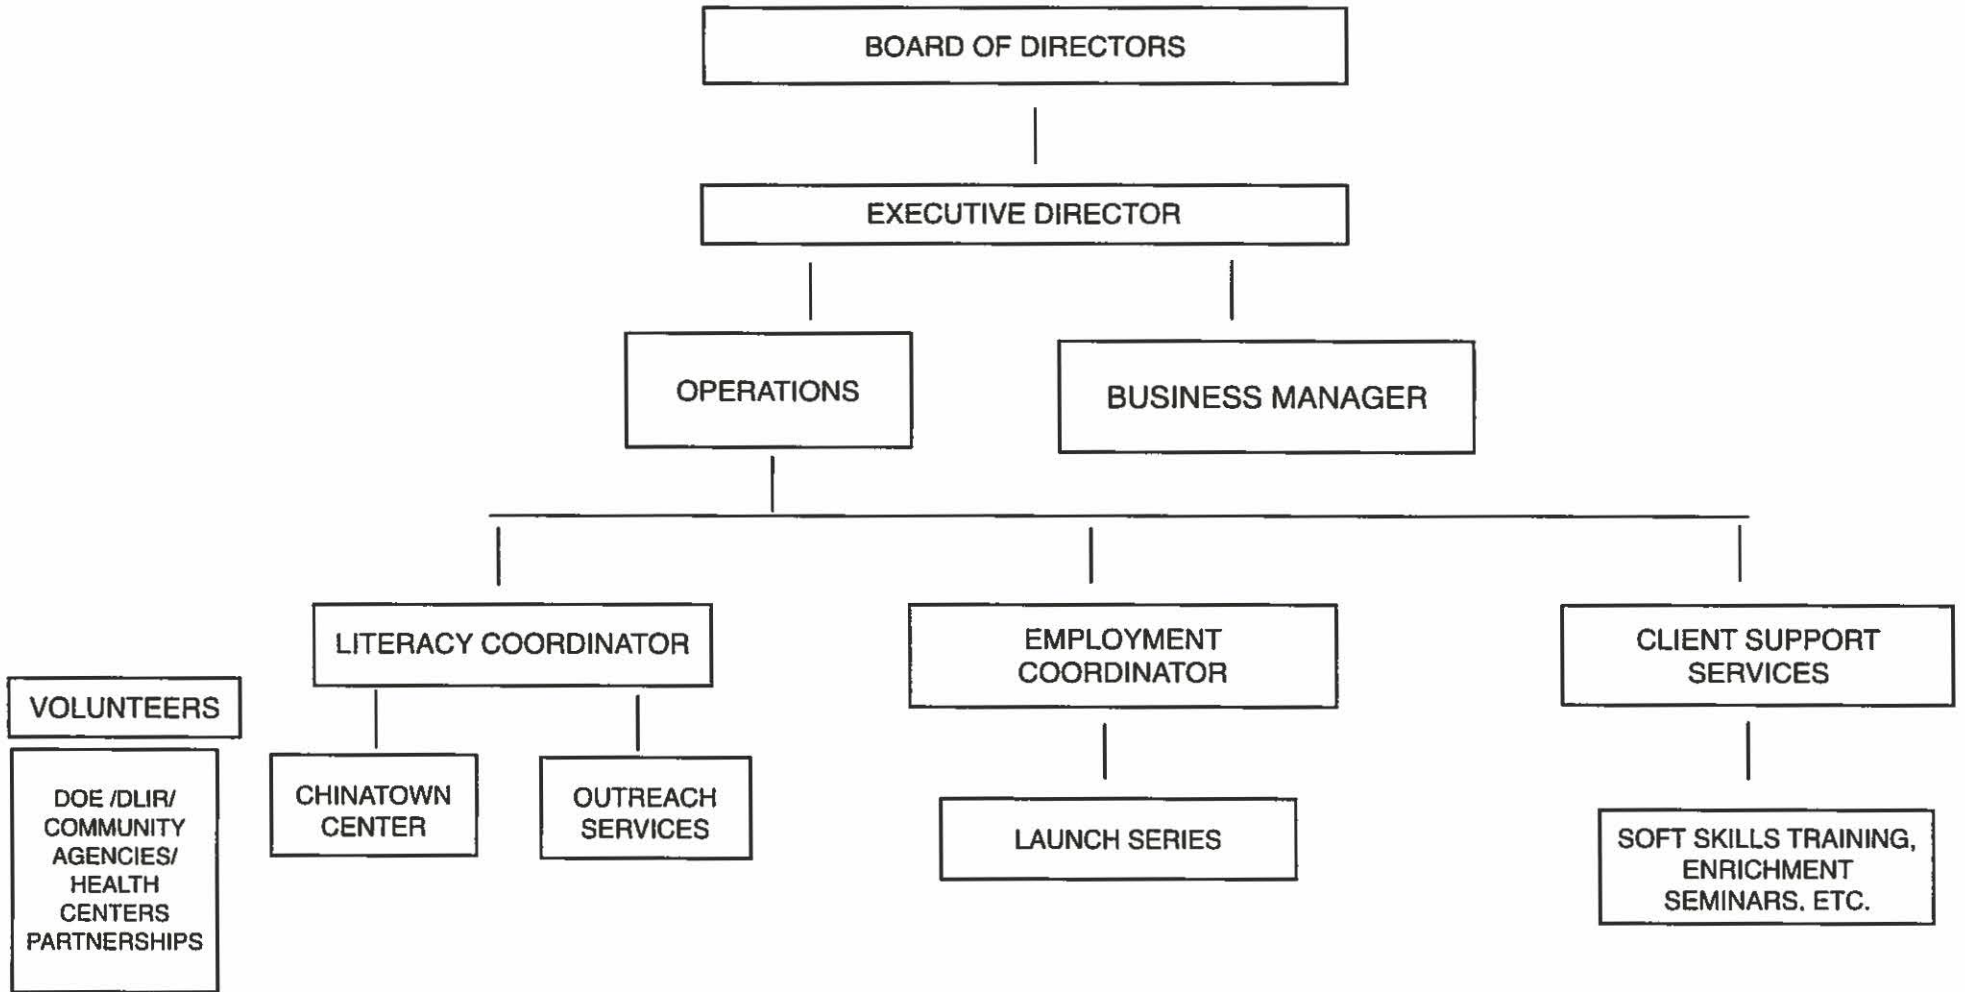 BOARD OF DIRECTORS
EXECUTIVE DIRECTOR
OPERATIONS
BUSINESS MANAGER
LITERACY COORDINATOR
EMPLOYMENT
COORDINATOR
CLIENT SUPPORT
SERVICES
VOLUNTEERS
DOE /DLIR/
COMMUNITY
AGENCIES/
HEALTH
CENTERS
PARTNERSHIPS
CHINATOWN
CENTER
OUTREACH
SERVICES
LAUNCH SERIES
SOFT SKILLS TRAINING,
ENRICHMENT
SEMINARS, ETC.